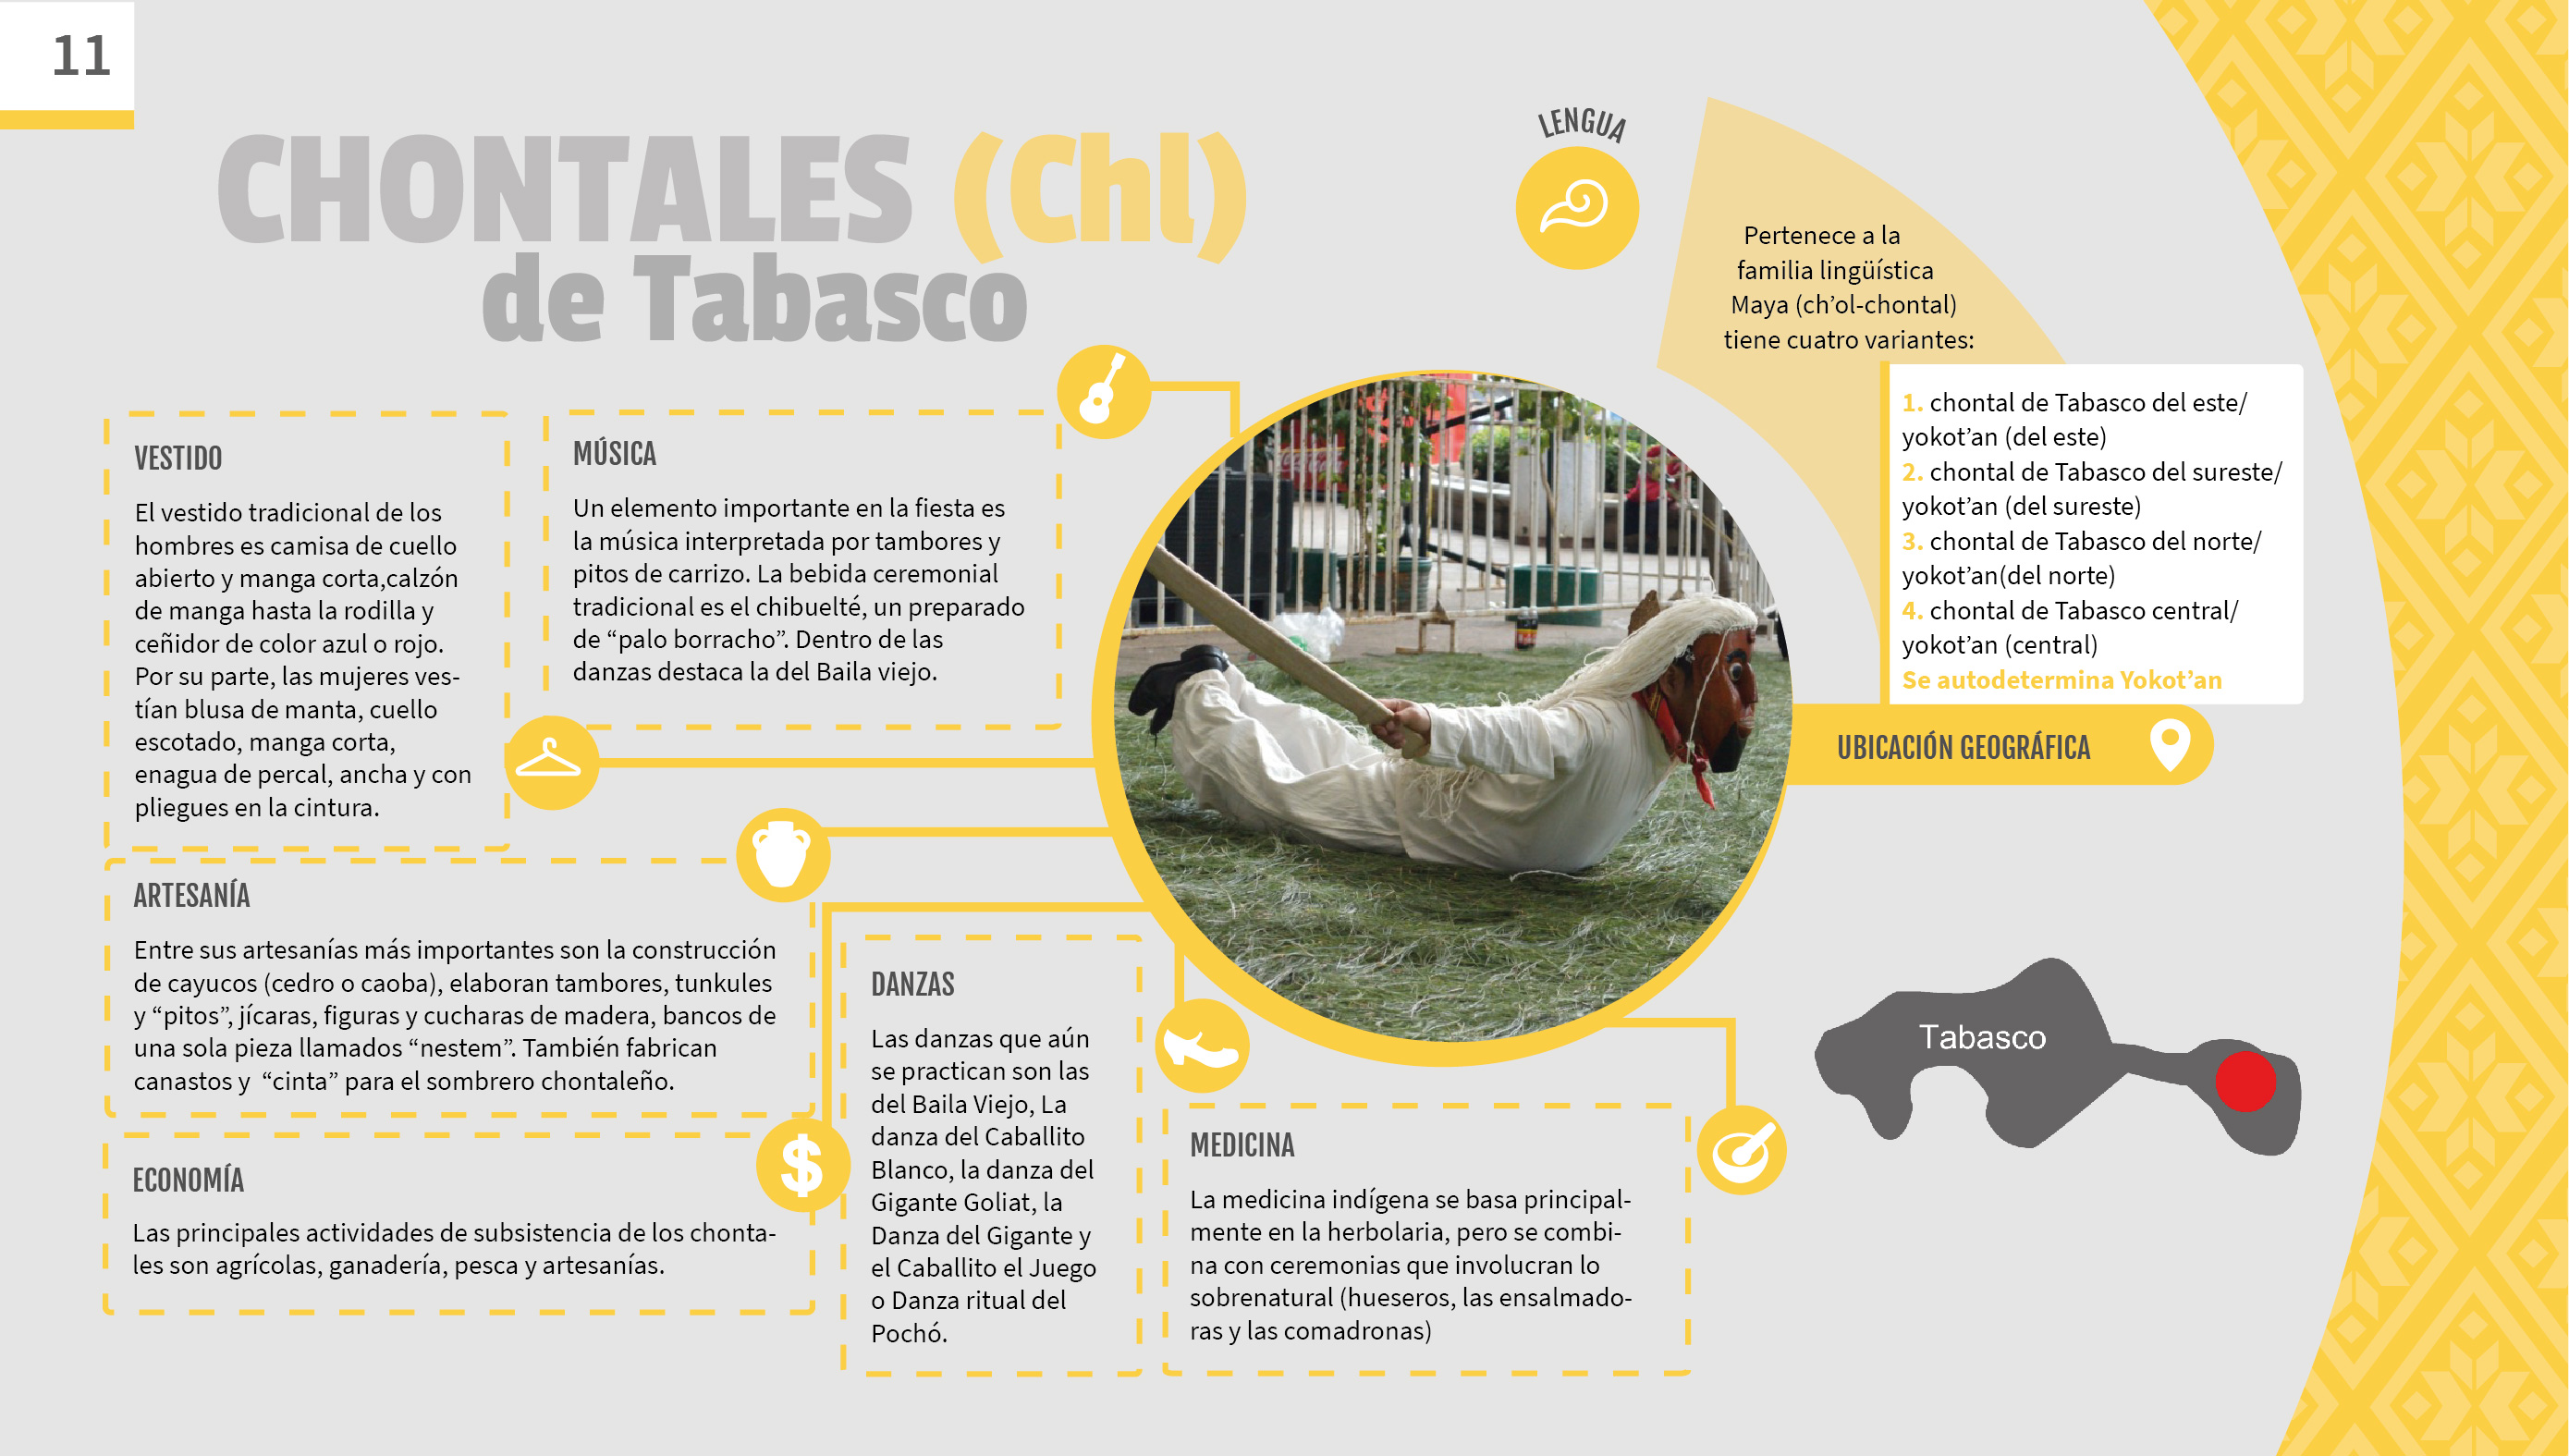 11
CHONTALES (Chl)
de Tabasco
LENGUA
Pertenece a la
familia lingüística
Maya (ch’ol-chontal)
tiene cuatro variantes:
1. chontal de Tabasco del este/
yokot’an (del este)
2. chontal de Tabasco del sureste/
yokot’an (del sureste)
3. chontal de Tabasco del norte/
yokot’an(del norte)
4. chontal de Tabasco central/
yokot’an (central)
Se autodetermina Yokot’an
UBICACIÓN GEOGRÁFICA
Tabasco
VESTIDO
El vestido tradicional de los
hombres es camisa de cuello
abierto y manga corta,calzón
de manga hasta la rodilla y
ceñidor de color azul o rojo.
Por su parte, las mujeres ves-
tían blusa de manta, cuello
escotado, manga corta,
enagua de percal, ancha y con
pliegues en la cintura.
MÚSICA
Un elemento importante en la fiesta es
la música interpretada por tambores y
pitos de carrizo. La bebida ceremonial
tradicional es el chibuelté, un preparado
de “palo borracho”. Dentro de las
danzas destaca la del Baila viejo.
ARTESANÍA
Entre sus artesanías más importantes son la construcción
de cayucos (cedro o caoba), elaboran tambores, tunkules
y “pitos”, jícaras, figuras y cucharas de madera, bancos de
una sola pieza llamados “nestem”. También fabrican
canastos y  “cinta” para el sombrero chontaleño.
$
ECONOMÍA
Las principales actividades de subsistencia de los chonta-
les son agrícolas, ganadería, pesca y artesanías.
DANZAS
Las danzas que aún
se practican son las
del Baila Viejo, La
danza del Caballito
Blanco, la danza del
Gigante Goliat, la
Danza del Gigante y
el Caballito el Juego
o Danza ritual del
Pochó.
MEDICINA
La medicina indígena se basa principal-
mente en la herbolaria, pero se combi-
na con ceremonias que involucran lo
sobrenatural (hueseros, las ensalmado-
ras y las comadronas)